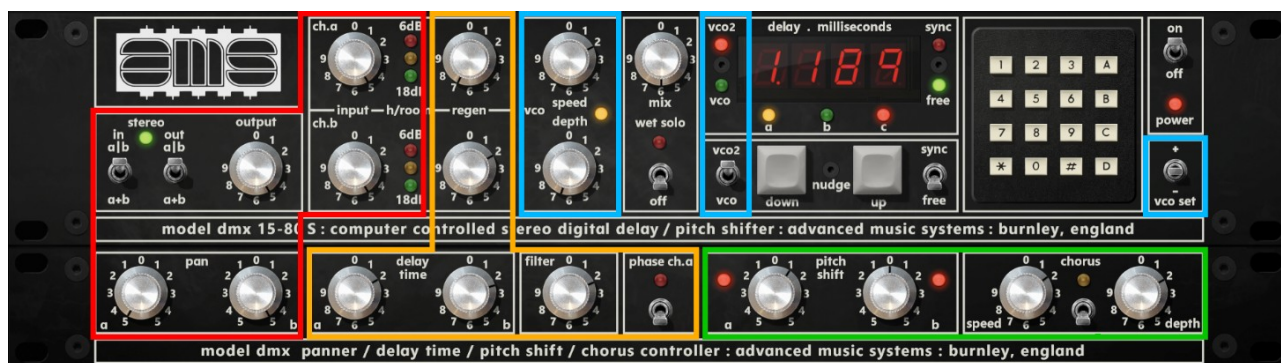 ams
ch.a 6dB
18dB
input h/room regen
ch.b 6dB
18dB
stereo
in out output
a|b a|b
a+b a+b
speed
vco
depth
mix
wet solo
off
vco2 delay . milliseconds sync
1.189
vco free
a b c
vco2 sync
nudge
vco down up free
1 2 3 A
4 5 6 B
7 8 9 C
* 0 # D
on
off
power
+
-
vco set
model dmx 15-80 S : computer controlled stereo digital delay / pitch shifter : advanced music systems : burnley, england
pan
a b
delay
time
a b
filter
phase ch.a
pitch
shift
a b
chorus
speed depth
model dmx panner / delay time / pitch shift / chorus controller : advanced music systems : burnley, england